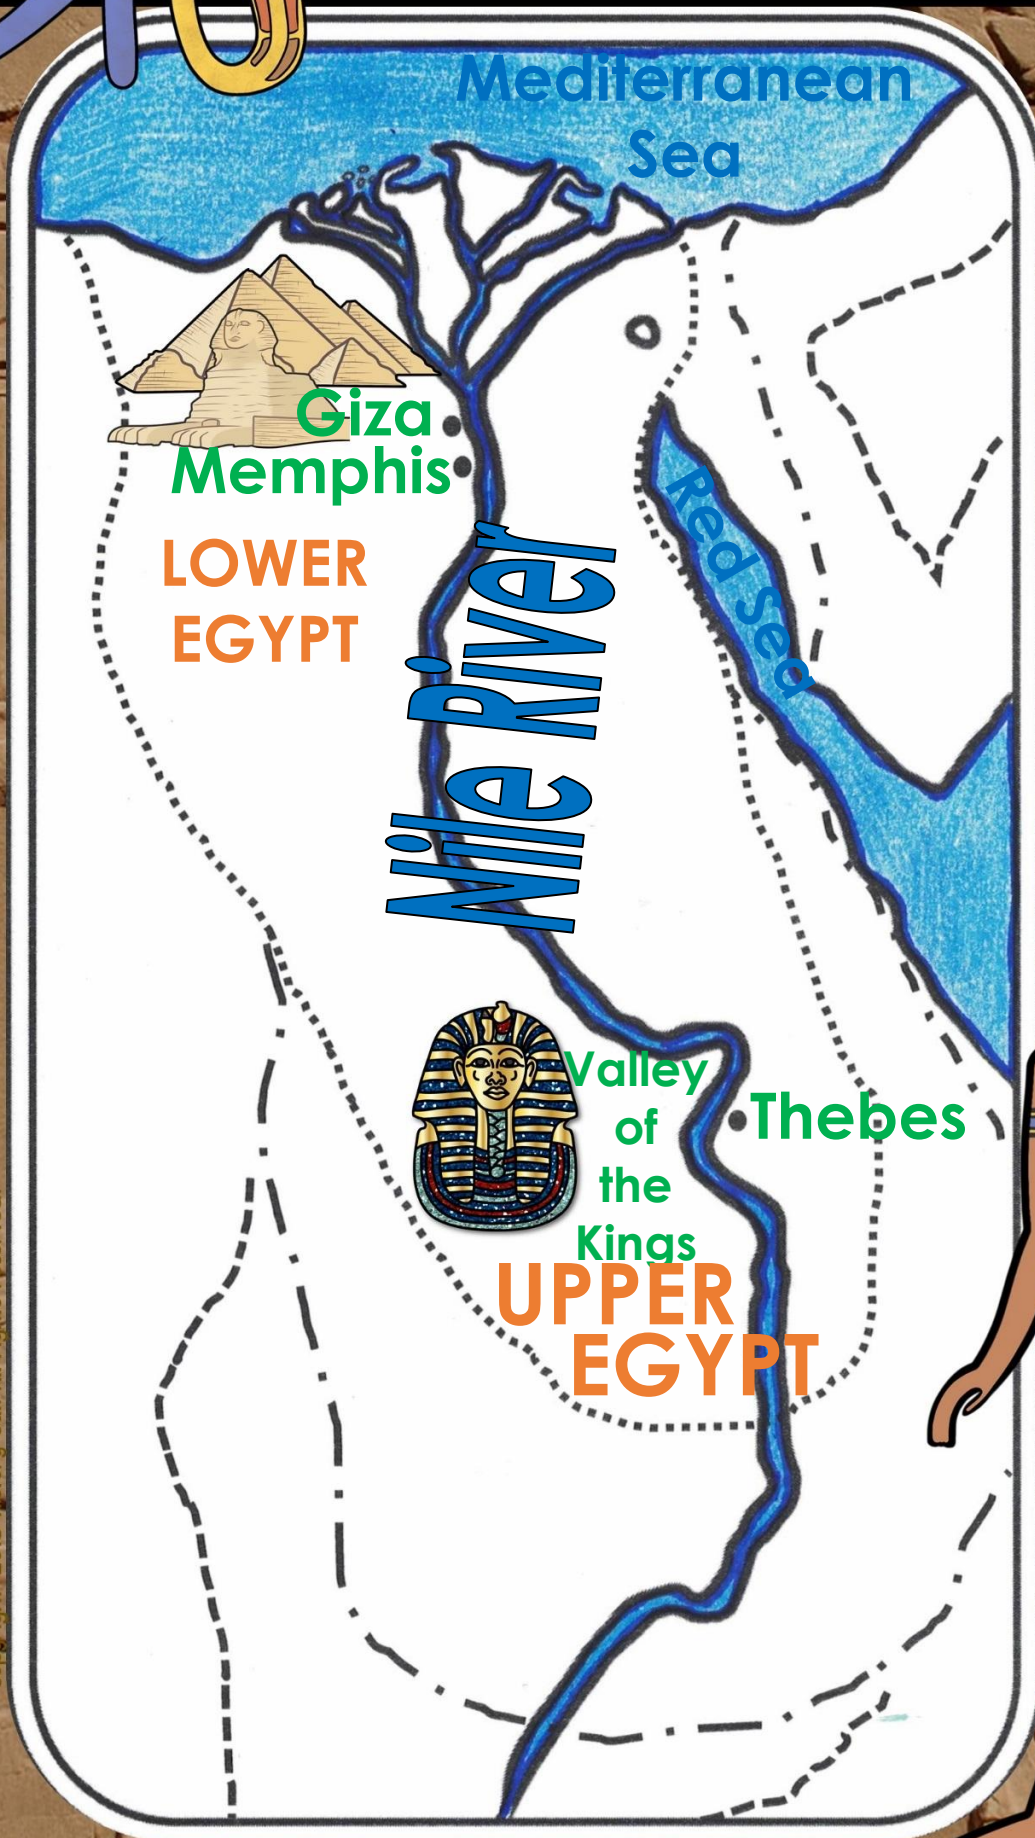 Mediterranean
Sea
Giza
Memphis
LOWER
EGYPT
Red Sea
Nile River
Valley
of
the
Kings
Thebes
UPPER
EGYPT